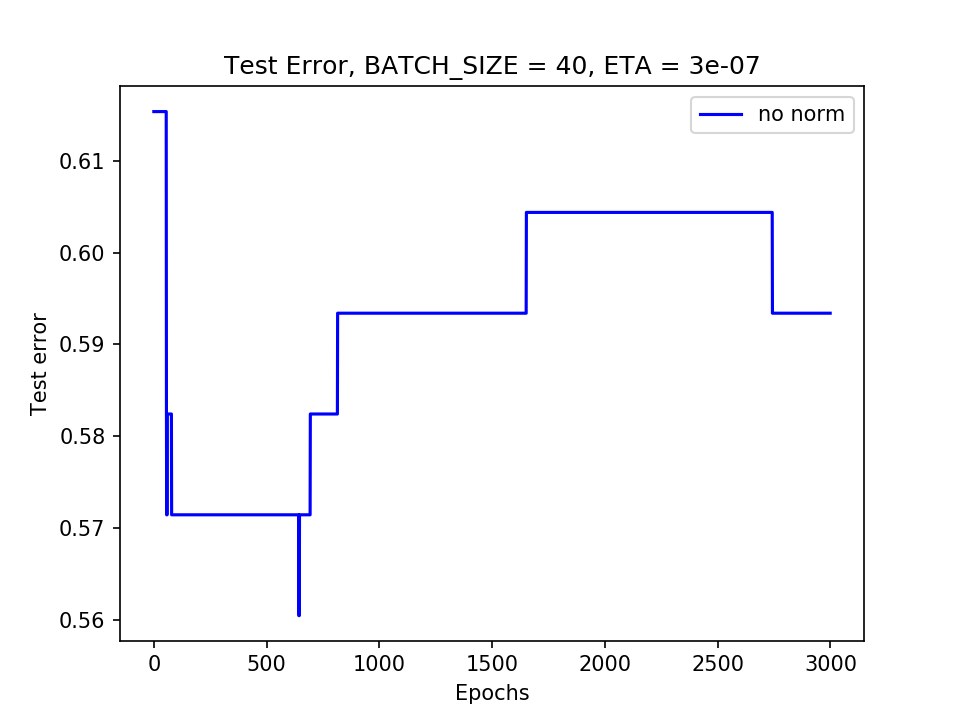 Test Error, BATCH_SIZE = 40, ETA = 3e-07
no norm
Test error
0.61
0.60
0.59
0.58
0.57
0.56
0 500 1000 1500 2000 2500 3000
Epochs